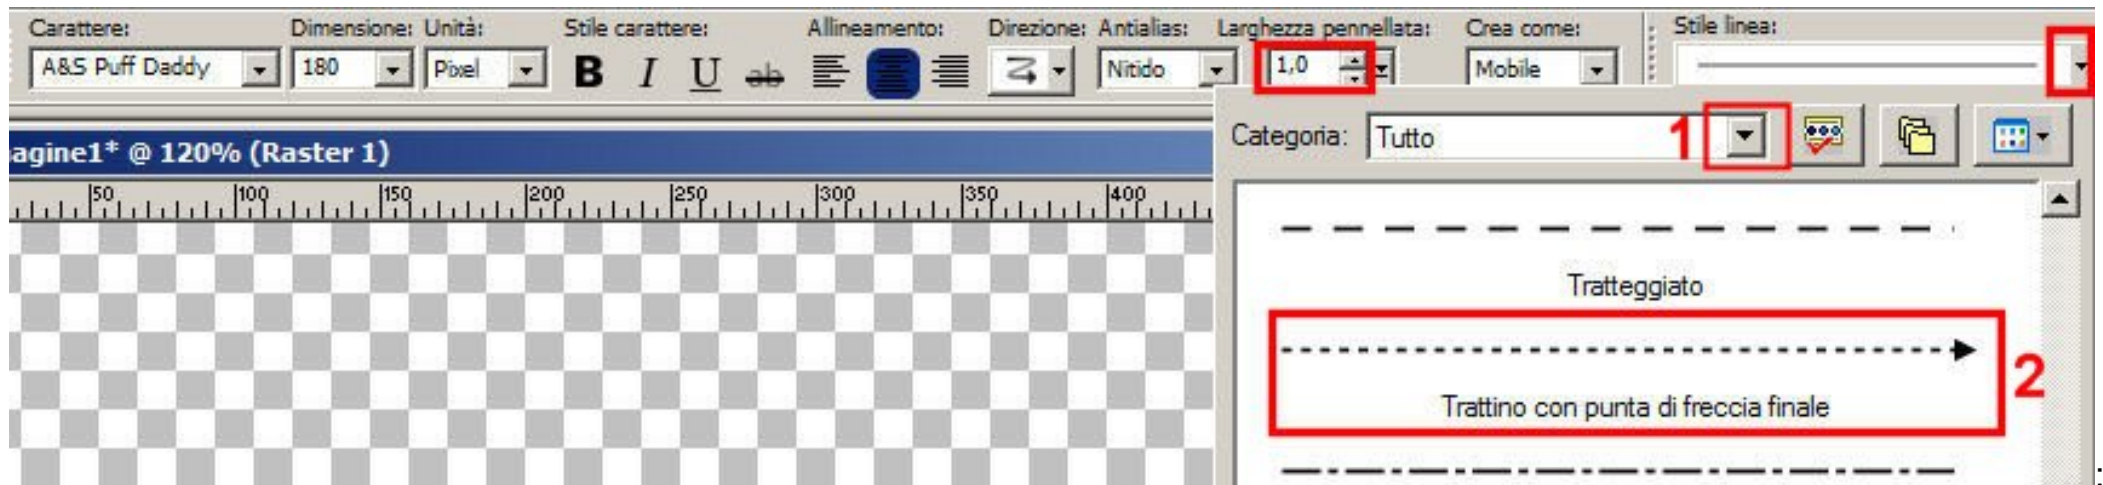 Carattere: Dimensione: Unità: Stile carattere: Allineamento: Direzione: Antialias: Larghezza pennellata: Crea come: Stile linea:
A&S Puff Daddy 180 Pixel B I U ab Nitido 1,0 Mobile
agine1* @ 120% (Raster 1)
Categoria: Tutto 1
50 100 150 200 250 300 350 400
Tratteggiato
2
Trattino con punta di freccia finale